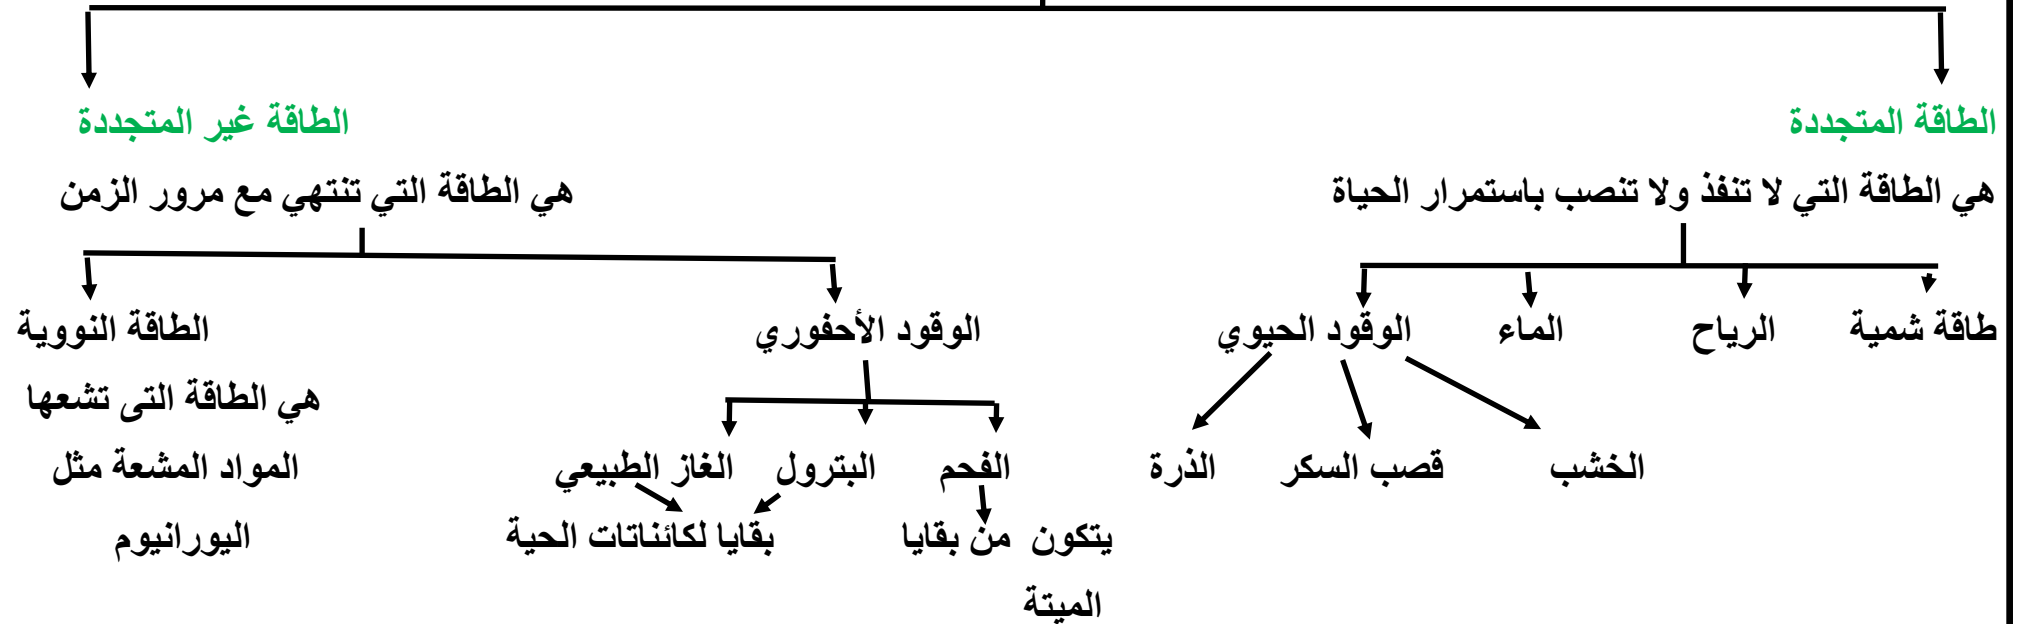 الطاقة المتجددة
الطاقة غير المتجددة
هي الطاقة التي لا تنفذ ولا تنصب باستمرار الحياة
هي الطاقة التي تنتهي مع مرور الزمن
طاقة شمية
الرياح
الماء
الوقود الحيوي
الوقود الأحفوري
الطاقة النووية
هي الطاقة التى تشعها
الخشب
قصب السكر
الذرة
الفحم
البترول
الغاز الطبيعي
المواد المشعة مثل
يتكون من بقايا
بقايا لكائناتات الحية
اليورانيوم
الميتة